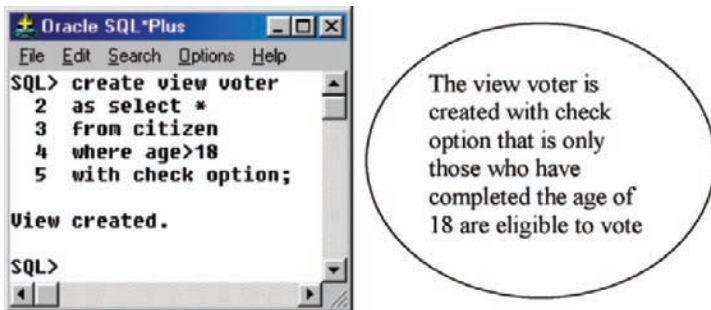 Oracle SQL*Plus
File Edit Search Options Help
SQL> create view voter
2 as select *
3 from citizen
4 where age>18
5 with check option;
View created.
SQL>
The view voter is
created with check
option that is only
those who have
completed the age of
18 are eligible to vote